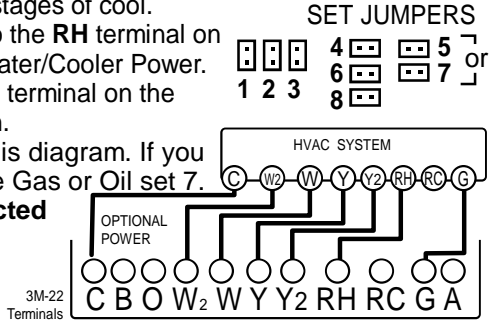 stages of cool.
o the RH terminal on
ater/Cooler Power.
terminal on the
n.
is diagram. If you
e Gas or Oil set 7.
cted
SET JUMPERS
4 5
or
6 7
1 2 3
8
HVAC SYSTEM
C W2 W Y Y2 RH RC G
OPTIONAL
POWER
3M-22
Terminals
C B O W2 W Y Y2 RH RC G A